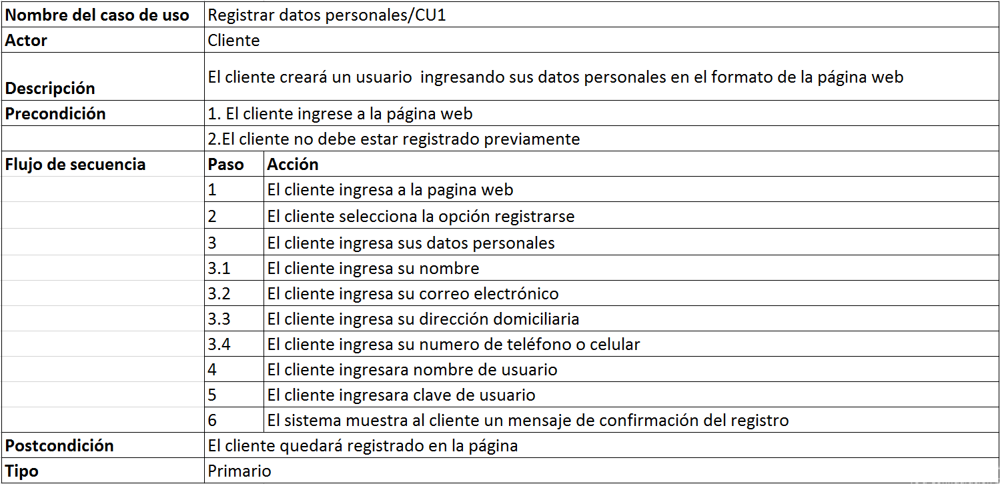 Nombre del caso de uso Registrar datos personales/CU1
Actor Cliente
Descripción El cliente creará un usuario  ingresando sus datos personales en el formato de la página web
Precondición 1. El cliente ingrese a la página web
2.El cliente no debe estar registrado previamente
Flujo de secuencia Paso Acción
1 El cliente ingresa a la pagina web
2 El cliente selecciona la opción registrarse
3 El cliente ingresa sus datos personales
3.1 El cliente ingresa su nombre
3.2 El cliente ingresa su correo electrónico
3.3 El cliente ingresa su dirección domiciliaria
3.4 El cliente ingresa su numero de teléfono o celular
4 El cliente ingresara nombre de usuario
5 El cliente ingresara clave de usuario
6 El sistema muestra al cliente un mensaje de confirmación del registro
Postcondición El cliente quedará registrado en la página
Tipo Primario